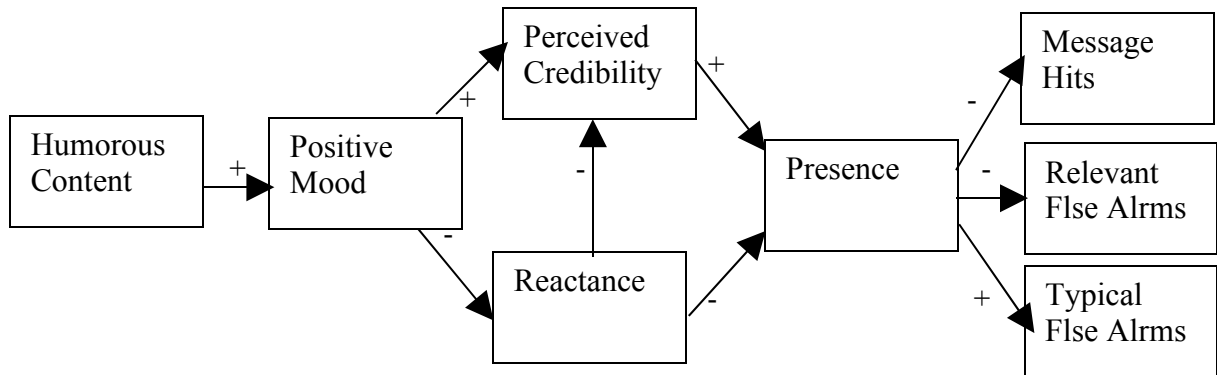 Humorous
Content
+
Positive
Mood
+
-
Perceived
Credibility
-
Reactance
+
-
Presence
-
-
+
Message
Hits
Relevant
Flse Alrms
Typical
Flse Alrms